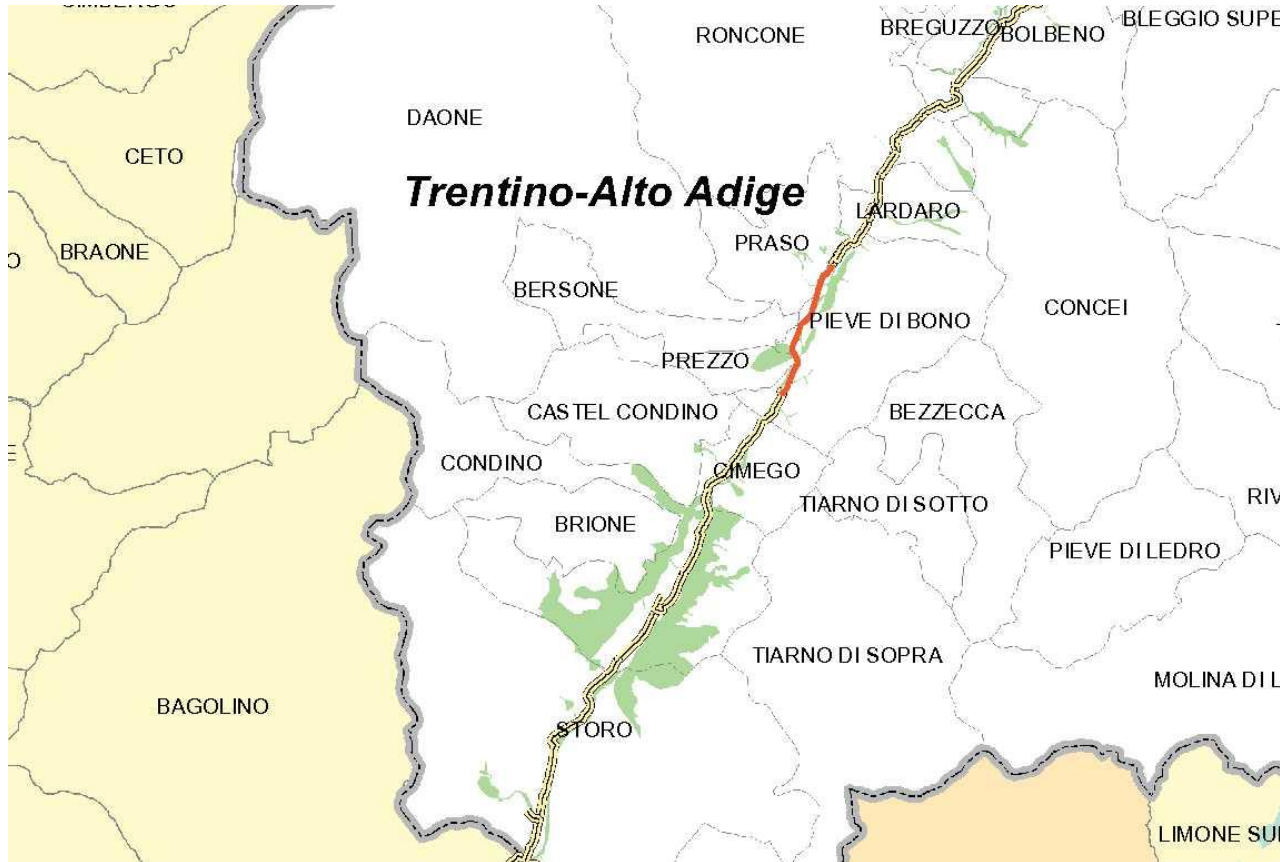 RONCONE
BREGUZZO
BOLBENO
BLEGGIO SUPE
DAONE
CETO
Trentino-Alto Adige
LARDARO
PRASO
BRAONE
O
BERSONE
CONCEI
PIEVE DI BONO
PREZZO
CASTEL CONDINO
BEZZECCA
E
CONDINO
CIMEGO
TIARNO DI SOTTO
RIV
BRIONE
PIEVE DI LEDRO
TIARNO DI SOPRA
MOLINA DI L
BAGOLINO
STORO
LIMONE SU